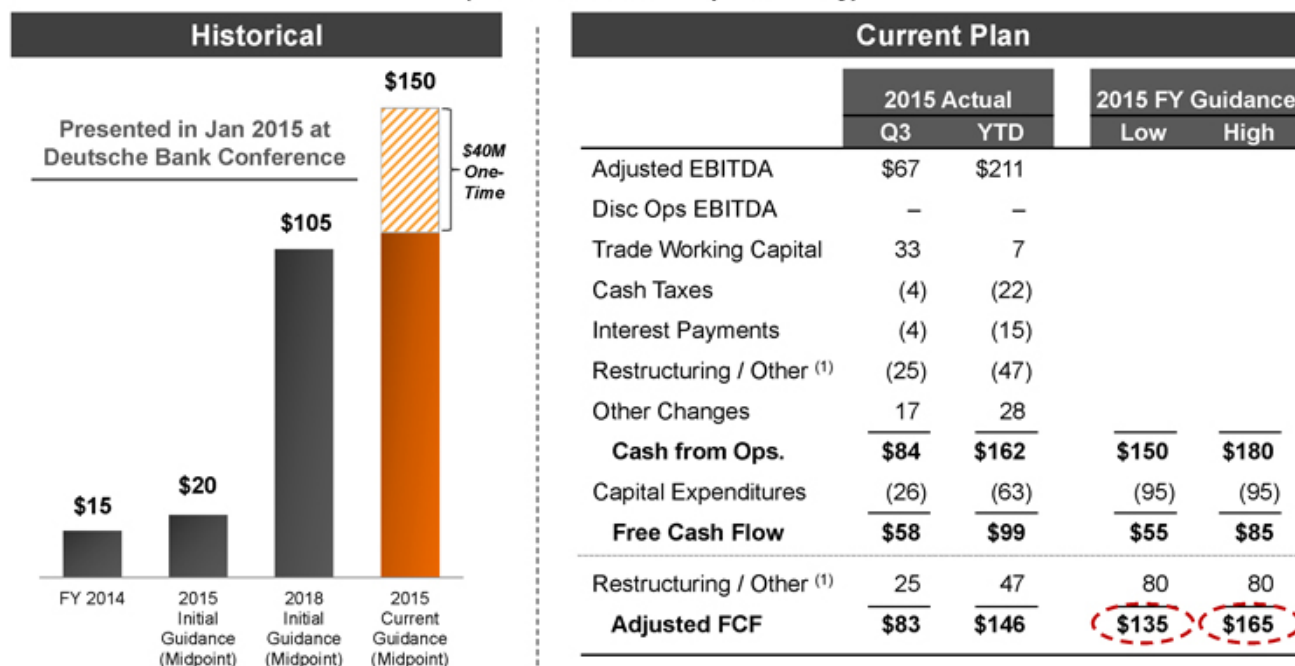 Historical
$150
Presented in Jan 2015 at
Deutsche Bank Conference
$40M
One-
Time
$105
$20
$15
FY 2014
2015
Initial
Guidance
(Midpoint)
2018
Initial
Guidance
(Midpoint)
2015
Current
Guidance
(Midpoint)
Current Plan
2015 Actual 2015 FY Guidance
Q3 YTD Low High
Adjusted EBITDA $67 $211
Disc Ops EBITDA – –
Trade Working Capital 33 7
Cash Taxes (4) (22)
Interest Payments (4) (15)
Restructuring / Other (1) (25) (47)
Other Changes 17 28
Cash from Ops. $84 $162 $150 $180
Capital Expenditures (26) (63) (95) (95)
Free Cash Flow $58 $99 $55 $85
Restructuring / Other (1) 25 47 80 80
Adjusted FCF $83 $146 $135 $165